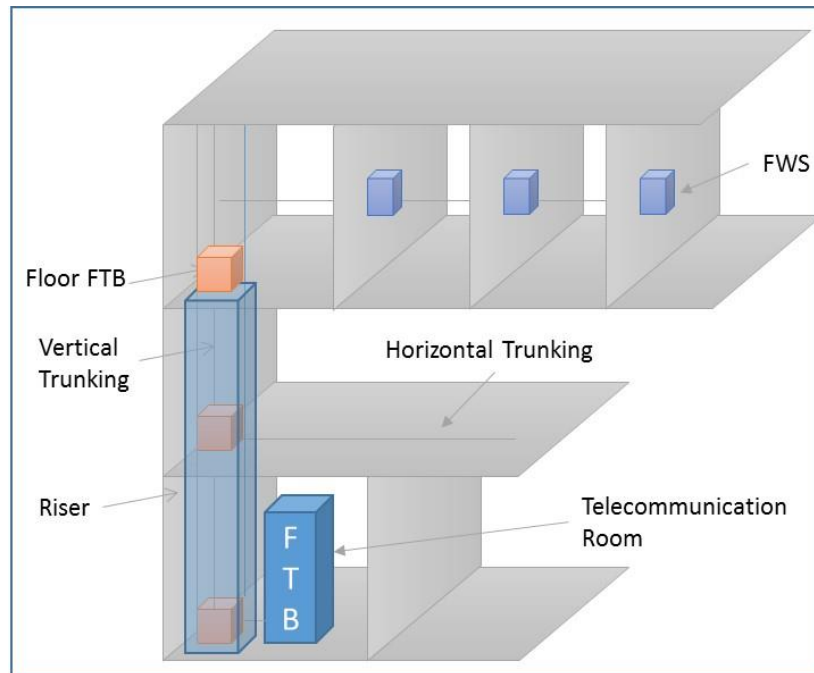 FWS
Floor FTB
Vertical
Trunking
Horizontal Trunking
Riser
Telecommunication
Room
F
T
B